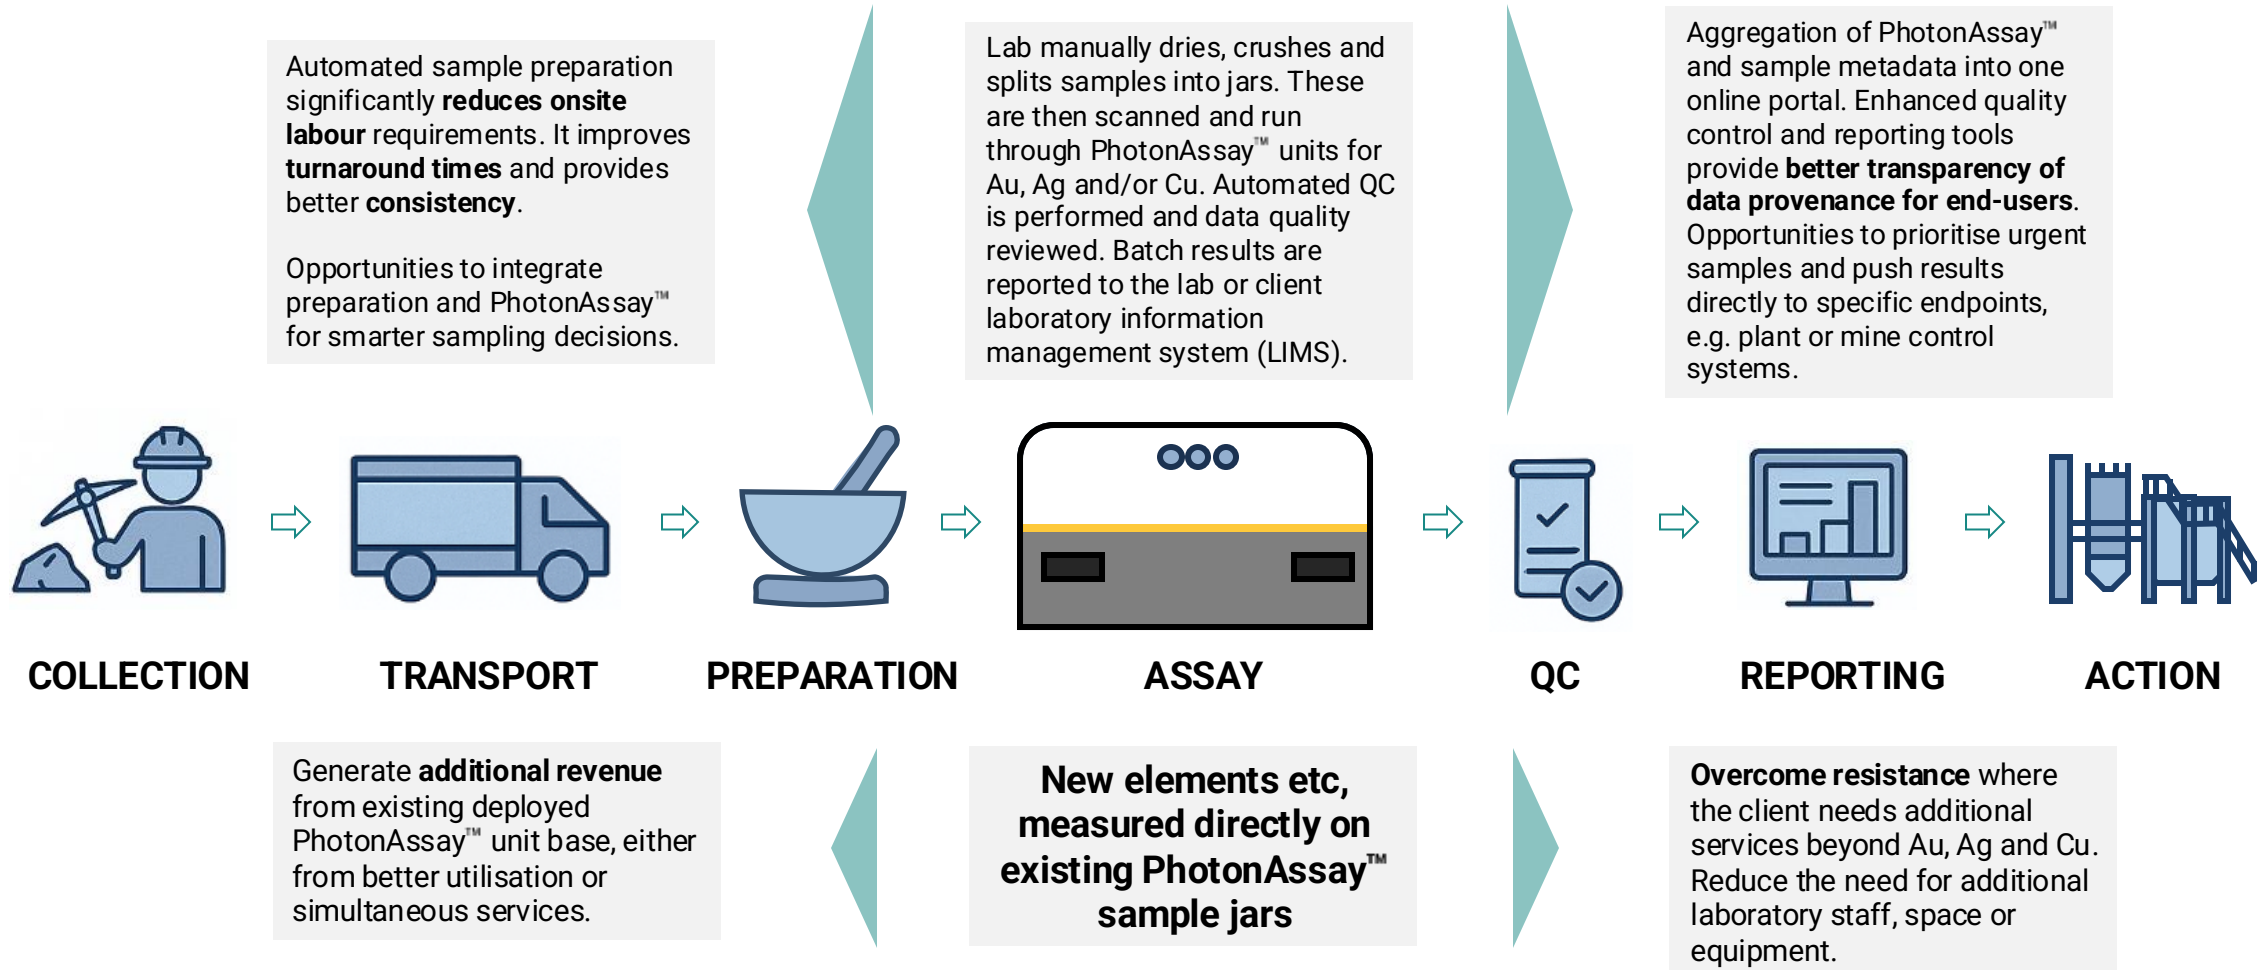 Automated sample preparation
significantly reduces onsite
labour requirements. It improves
turnaround times and provides
better consistency.
Opportunities to integrate
preparation and PhotonAssay™
for smarter sampling decisions.
Lab manually dries, crushes and
splits samples into jars. These
are then scanned and run
through PhotonAssay™ units for
Au, Ag and/or Cu. Automated QC
is performed and data quality
reviewed. Batch results are
reported to the lab or client
laboratory information
management system (LIMS).
Aggregation of PhotonAssay™
and sample metadata into one
online portal. Enhanced quality
control and reporting tools
provide better transparency of
data provenance for end-users.
Opportunities to prioritise urgent
samples and push results
directly to specific endpoints,
e.g. plant or mine control
systems.
COLLECTION
TRANSPORT
PREPARATION
ASSAY
QC
REPORTING
ACTION
Generate additional revenue
from existing deployed
PhotonAssay™ unit base, either
from better utilisation or
simultaneous services.
New elements etc,
measured directly on
existing PhotonAssay™
sample jars
Overcome resistance where
the client needs additional
services beyond Au, Ag and Cu.
Reduce the need for additional
laboratory staff, space or
equipment.